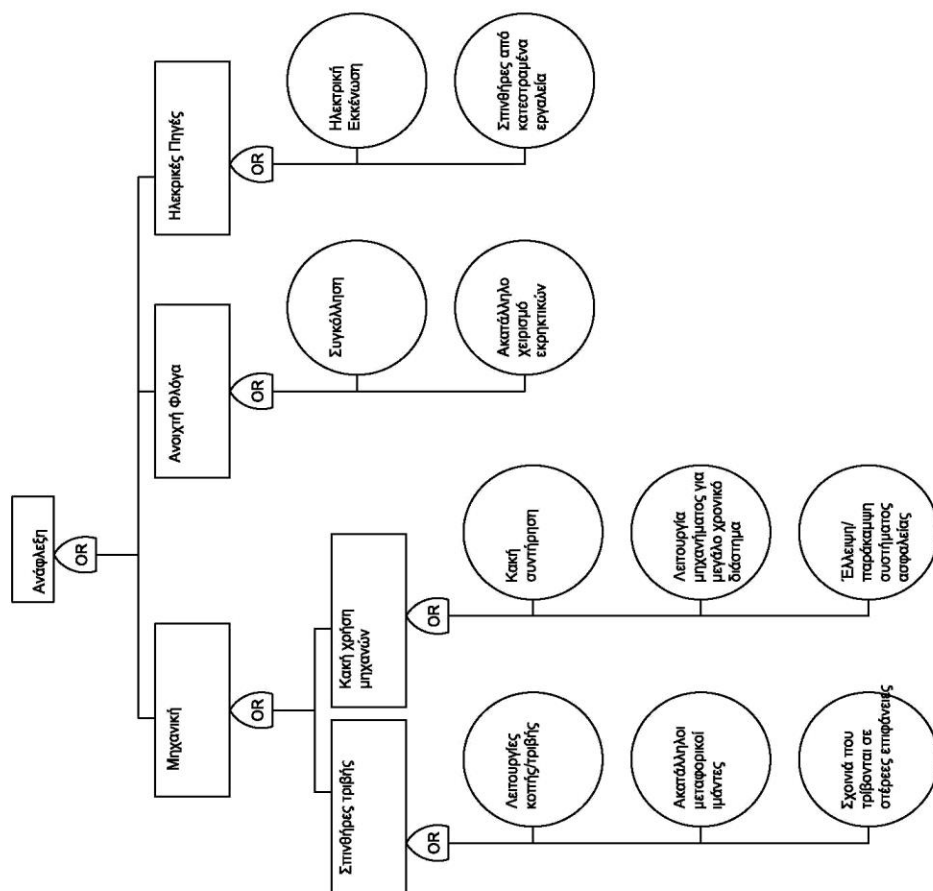 Ανάφλεξη
OR
Μηχανική
OR
Σπινθήρες τριβής
OR
Λειτουργίες
κοπής/τριβής
Ακατάλληλοι
μεταφορικοί
ιμάντες
Σχοινιά που
τρίβονται σε
στέρεες επιφάνειες
Κακή χρήση
μηχανών
OR
Κακή
συντήρηση
Λειτουργία
μηχανήματος για
μεγάλο χρονικό
διάστημα
Έλλειψη/
παράκαμψη
συστήματος
ασφαλείας
Ανοιχτή Φλόγα
OR
Συγκόλληση
Ακατάλληλο
χειρισμό
εκρηκτικών
Ηλεκρικές Πηγές
OR
Ηλεκτρική
Εκκένωση
Σπινθήρες από
κατεστραμένα
εργαλεία